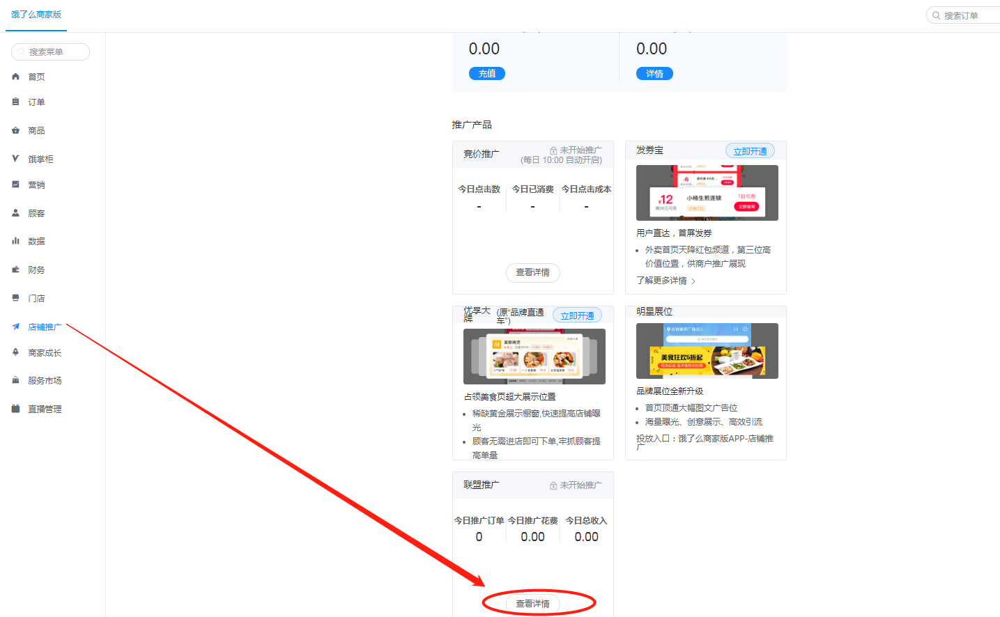 饿了么商家版
搜索订单
搜索菜单
首页
订单
商品
饿掌柜
营销
顾客
数据
财务
门店
店铺推广
商家成长
服务市场
直播管理
0.00
充值
0.00
详情
推广产品
竞价推广
未开始推广
(每日 10:00 自动开启)
今日点击数 今日已消费 今日点击成本
- - -
查看详情
发券宝
立即开通
¥6
¥12
满28元可用
小杨生煎连锁
7日可用
立即使用
用户直达，首屏发券
外卖首页天降红包频道，第三位高
价值位置，供商户推广展现
了解更多详情
优享大
牌
(原“品牌直通
车”)
立即开通
占领美食页超大展示位置
稀缺黄金展示橱窗,快速提高店铺曝
光
顾客无需进店即可下单,牢抓顾客提
高单量
明星展位
美食狂欢5折起
品牌展位全新升级
首页顶通大幅图文广告位
海量曝光、创意展示、高效引流
投放入口：饿了么商家版APP-店铺推
广
联盟推广
未开始推广
今日推广订单 今日推广花费 今日总收入
0 0.00 0.00
查看详情